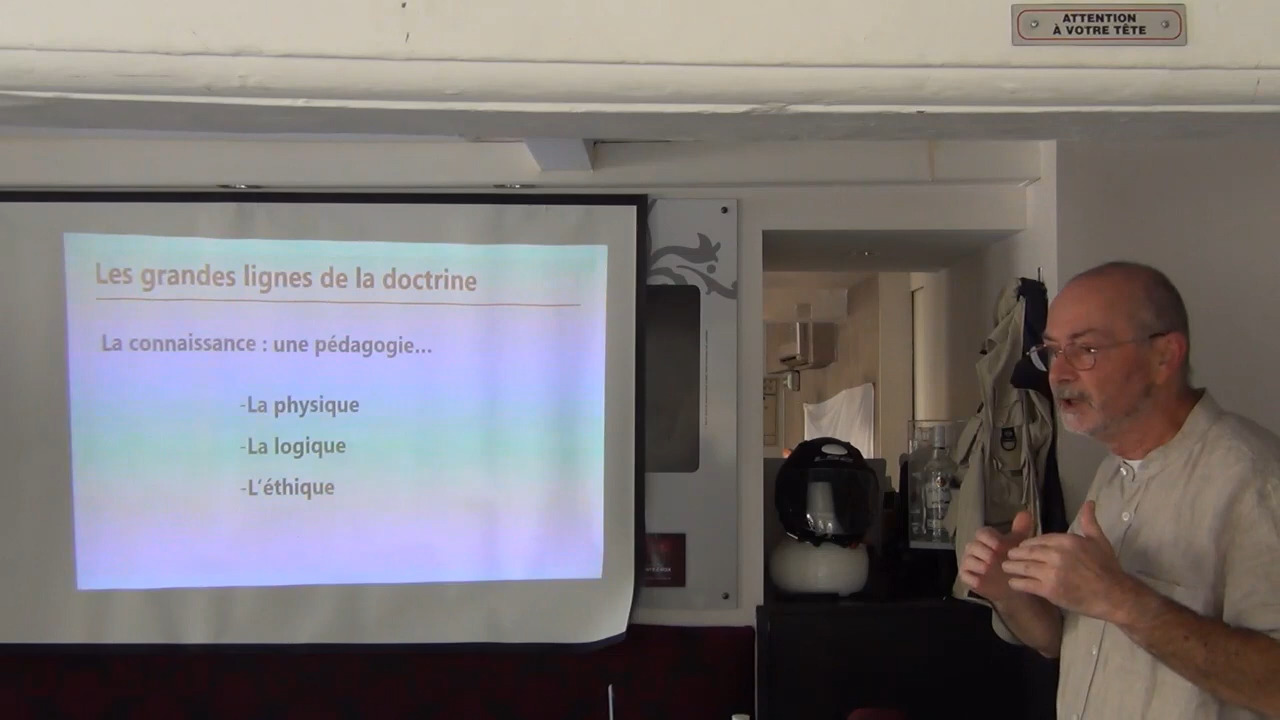 ATTENTION
À VOTRE TÊTE
Les grandes lignes de la doctrine
La connaissance : une pédagogie...
-La physique
-La logique
-L'éthique